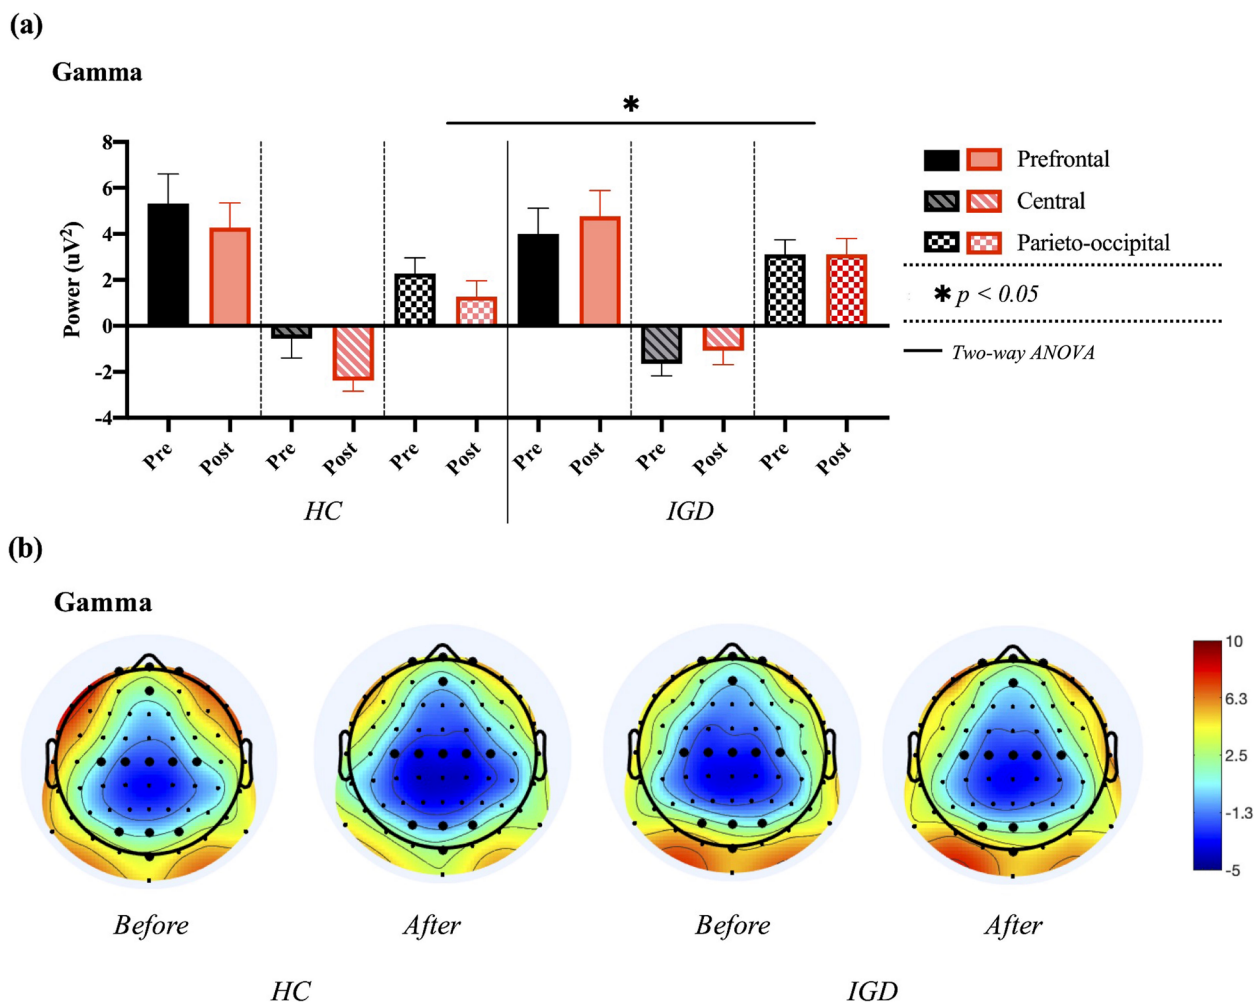 (a)
Gamma
*
8
6
4
2
0
-2
-4
Power (uV²)
Pre Post Pre Post Pre Post Pre Post Pre Post Pre Post
HC IGD
Prefrontal
Central
Parieto-occipital
* p < 0.05
Two-way ANOVA
(b)
Gamma
10
6.3
2.5
-1.3
-5
Before After Before After
HC IGD